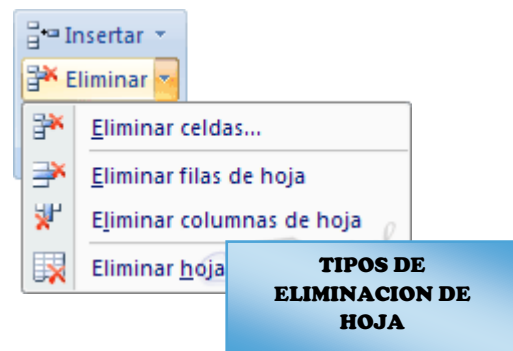 Insertar
Eliminar
Eliminar celdas...
Eliminar filas de hoja
Eliminar columnas de hoja
Eliminar hoja
TIPOS DE
ELIMINACION DE
HOJA